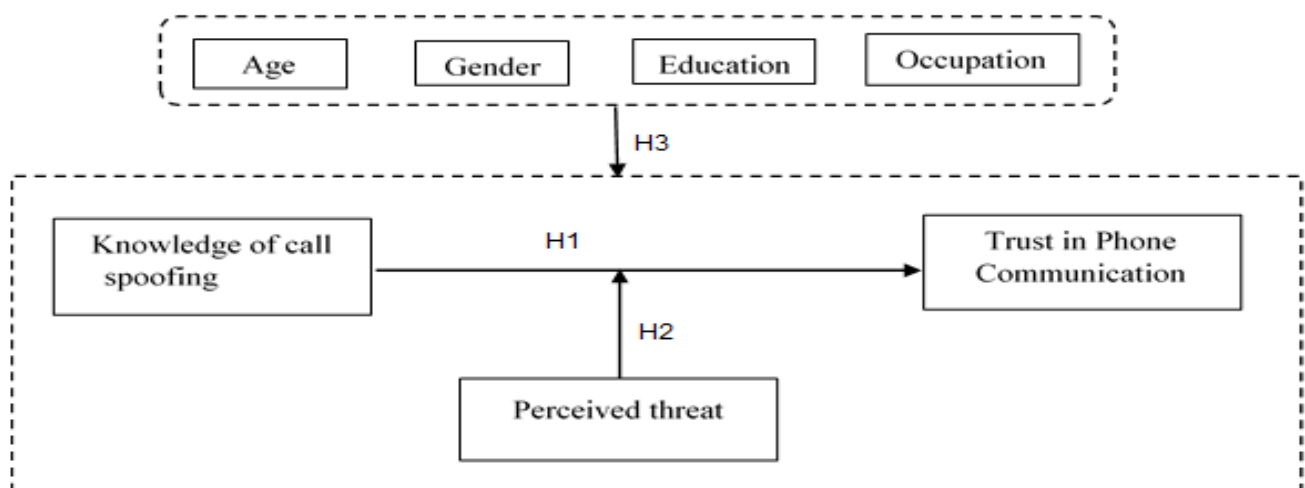 Age
Gender
Education
Occupation
H3
Knowledge of call
spoofing
H1
Trust in Phone
Communication
H2
Perceived threat